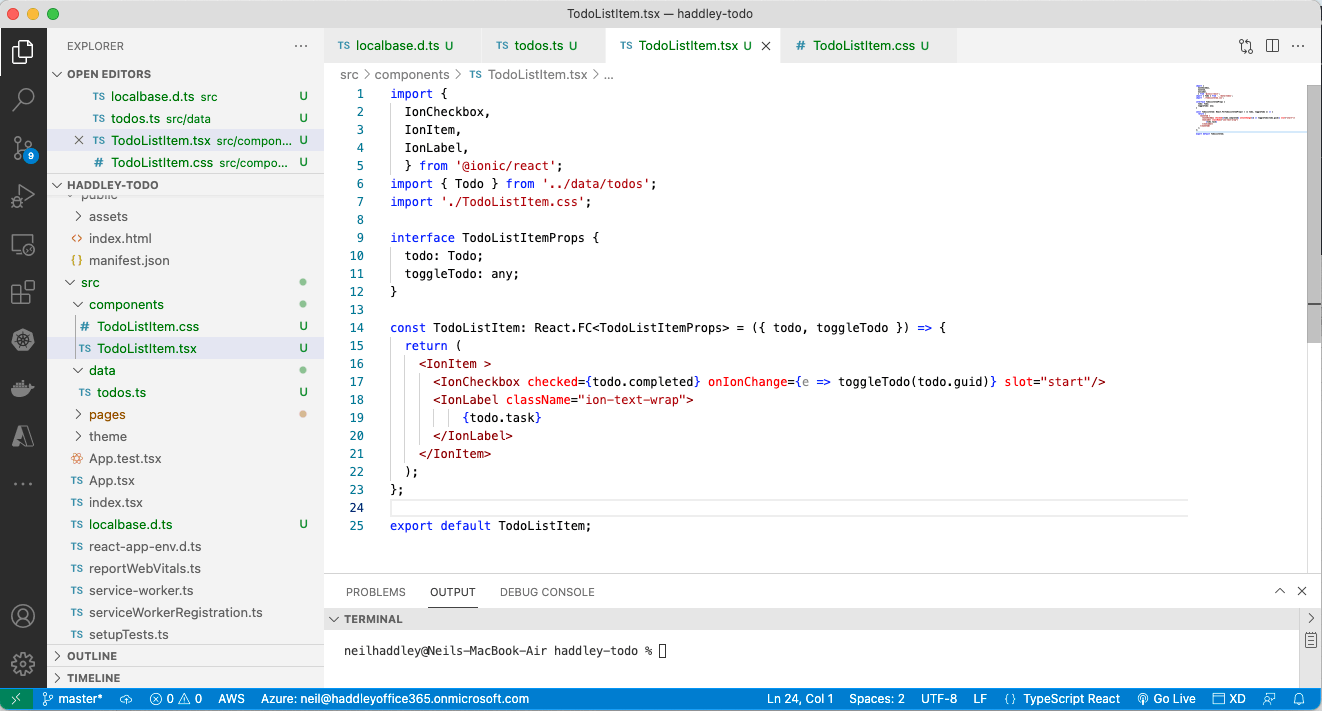 TodoListItem.tsx — haddley-todo
EXPLORER
OPEN EDITORS
TS localbase.d.ts src U
TS todos.ts src/data U
TS TodoListItem.tsx src/compon... U
# TodoListItem.css src/compo... U
HADDLEY-TODO
public
assets
index.html
manifest.json
src
components
# TodoListItem.css U
TS TodoListItem.tsx U
data
TS todos.ts U
pages
theme
App.test.tsx
TS App.tsx
TS index.tsx
TS localbase.d.ts U
TS react-app-env.d.ts
TS reportWebVitals.ts
TS service-worker.ts
TS serviceWorkerRegistration.ts
TS setupTests.ts
OUTLINE
TIMELINE
9
TS localbase.d.ts U
TS todos.ts U
TS TodoListItem.tsx U
# TodoListItem.css U
src > components > TS TodoListItem.tsx > ...
1 import {
2 IonCheckbox,
3 IonItem,
4 IonLabel,
5 } from '@ionic/react';
6 import { Todo } from '../data/todos';
7 import './TodoListItem.css';
8
9 interface TodoListItemProps {
10 todo: Todo;
11 toggleTodo: any;
12 }
13
14 const TodoListItem: React.FC<TodoListItemProps> = ({ todo, toggleTodo }) => {
15 return (
16 <IonItem >
17 <IonCheckbox checked={todo.completed} onIonChange={e => toggleTodo(todo.guid)} slot="start"/>
18 <IonLabel className="ion-text-wrap">
19 {todo.task}
20 </IonLabel>
21 </IonItem>
22 );
23 };
24
25 export default TodoListItem;
PROBLEMS OUTPUT DEBUG CONSOLE
TERMINAL
neilhaddley@Neils-MacBook-Air haddley-todo %
master* 0 0 AWS Azure: neil@haddleyoffice365.onmicrosoft.com Ln 24, Col 1 Spaces: 2 UTF-8 LF {} TypeScript React Go Live XD